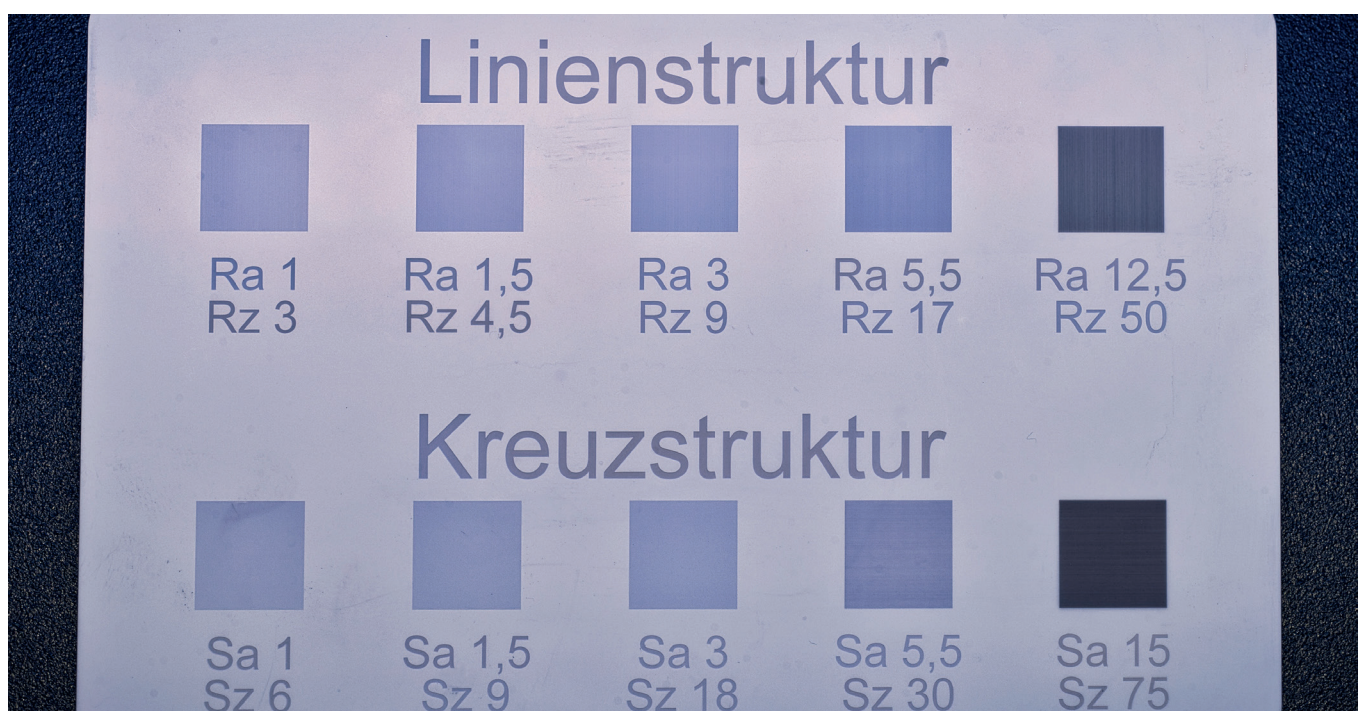 Linienstruktur
Ra 1 Ra 1,5 Ra 3 Ra 5,5 Ra 12,5
Rz 3 Rz 4,5 Rz 9 Rz 17 Rz 50
Kreuzstruktur
Sa 1 Sa 1,5 Sa 3 Sa 5,5 Sa 15
Sz 6 Sz 9 Sz 18 Sz 30 Sz 75